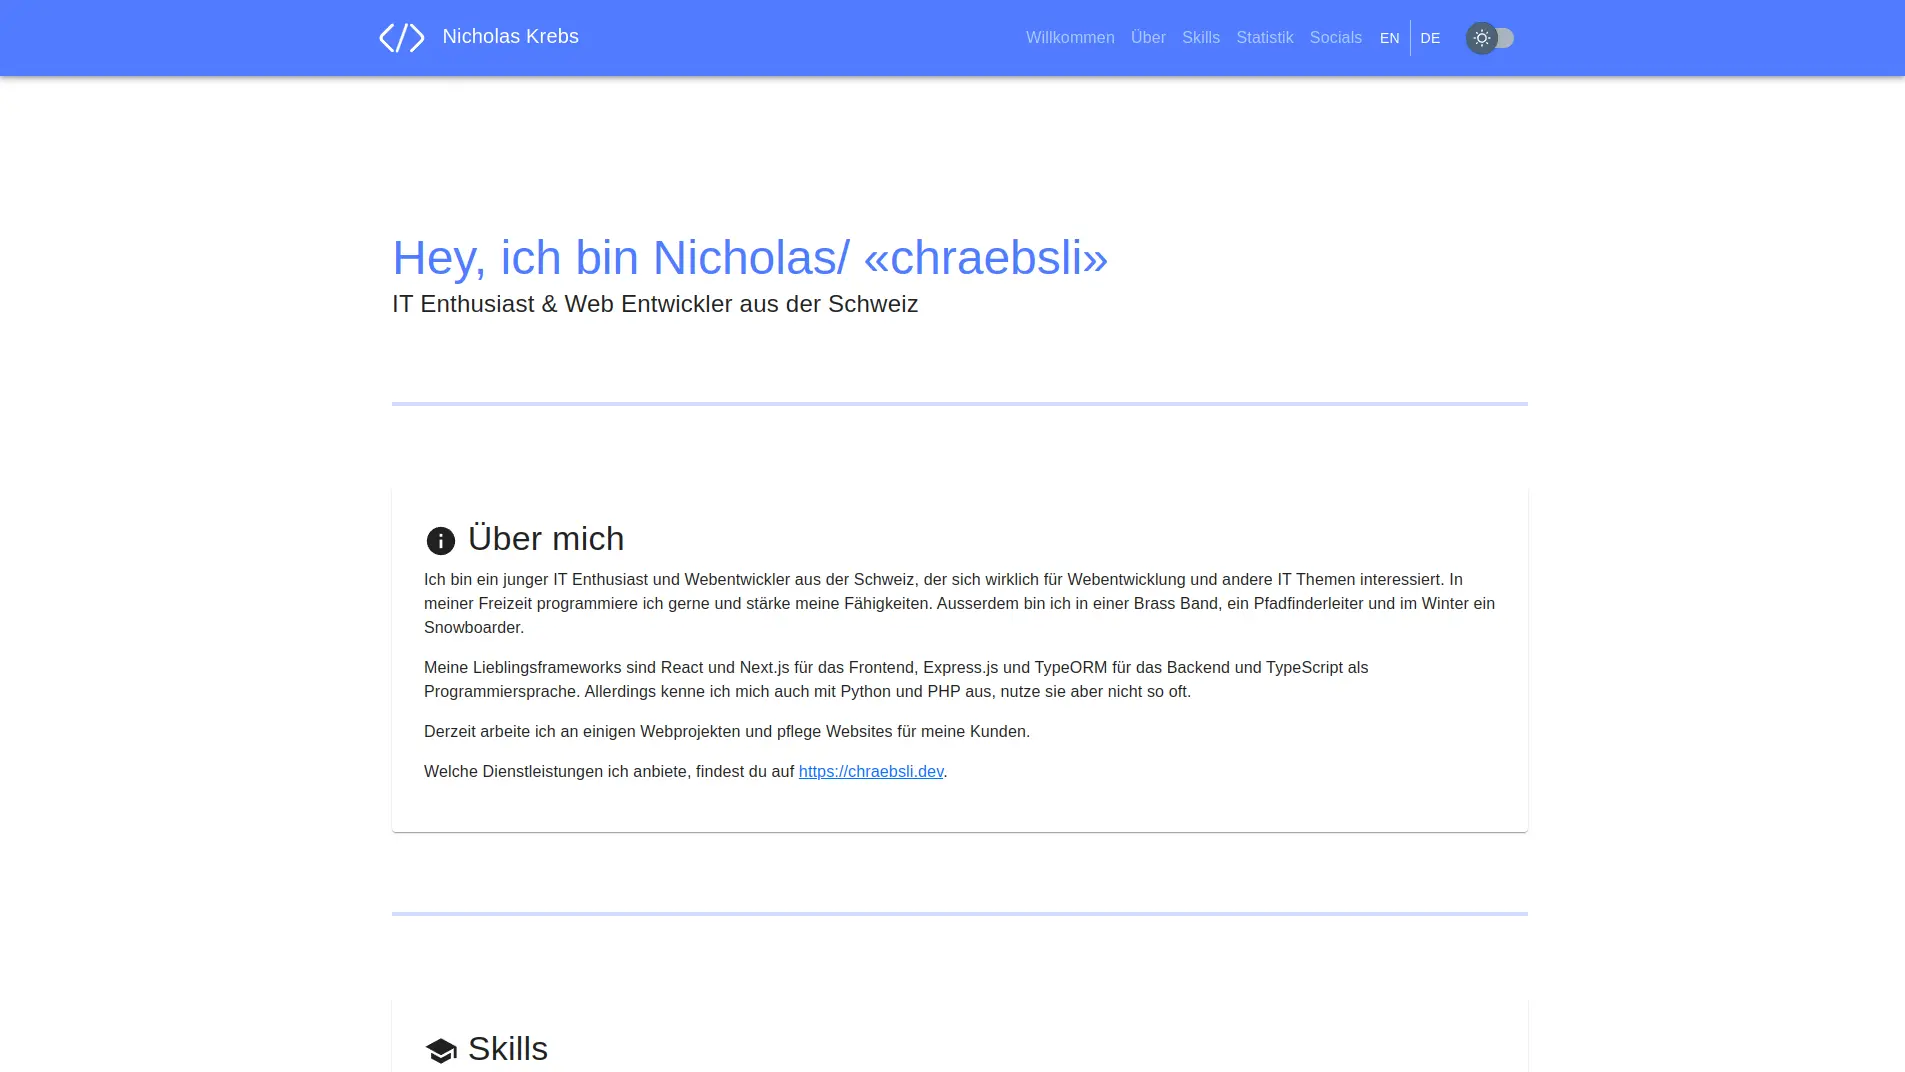 Nicholas Krebs
Willkommen Über Skills Statistik Socials EN DE
Hey, ich bin Nicholas/ «chraebsli»
IT Enthusiast & Web Entwickler aus der Schweiz
Über mich
Ich bin ein junger IT Enthusiast und Webentwickler aus der Schweiz, der sich wirklich für Webentwicklung und andere IT Themen interessiert. In
meiner Freizeit programmiere ich gerne und stärke meine Fähigkeiten. Ausserdem bin ich in einer Brass Band, ein Pfadfinderleiter und im Winter ein
Snowboarder.
Meine Lieblingsframeworks sind React und Next.js für das Frontend, Express.js und TypeORM für das Backend und TypeScript als
Programmiersprache. Allerdings kenne ich mich auch mit Python und PHP aus, nutze sie aber nicht so oft.
Derzeit arbeite ich an einigen Webprojekten und pflege Websites für meine Kunden.
Welche Dienstleistungen ich anbiete, findest du auf https://chraebsli.dev.
Skills